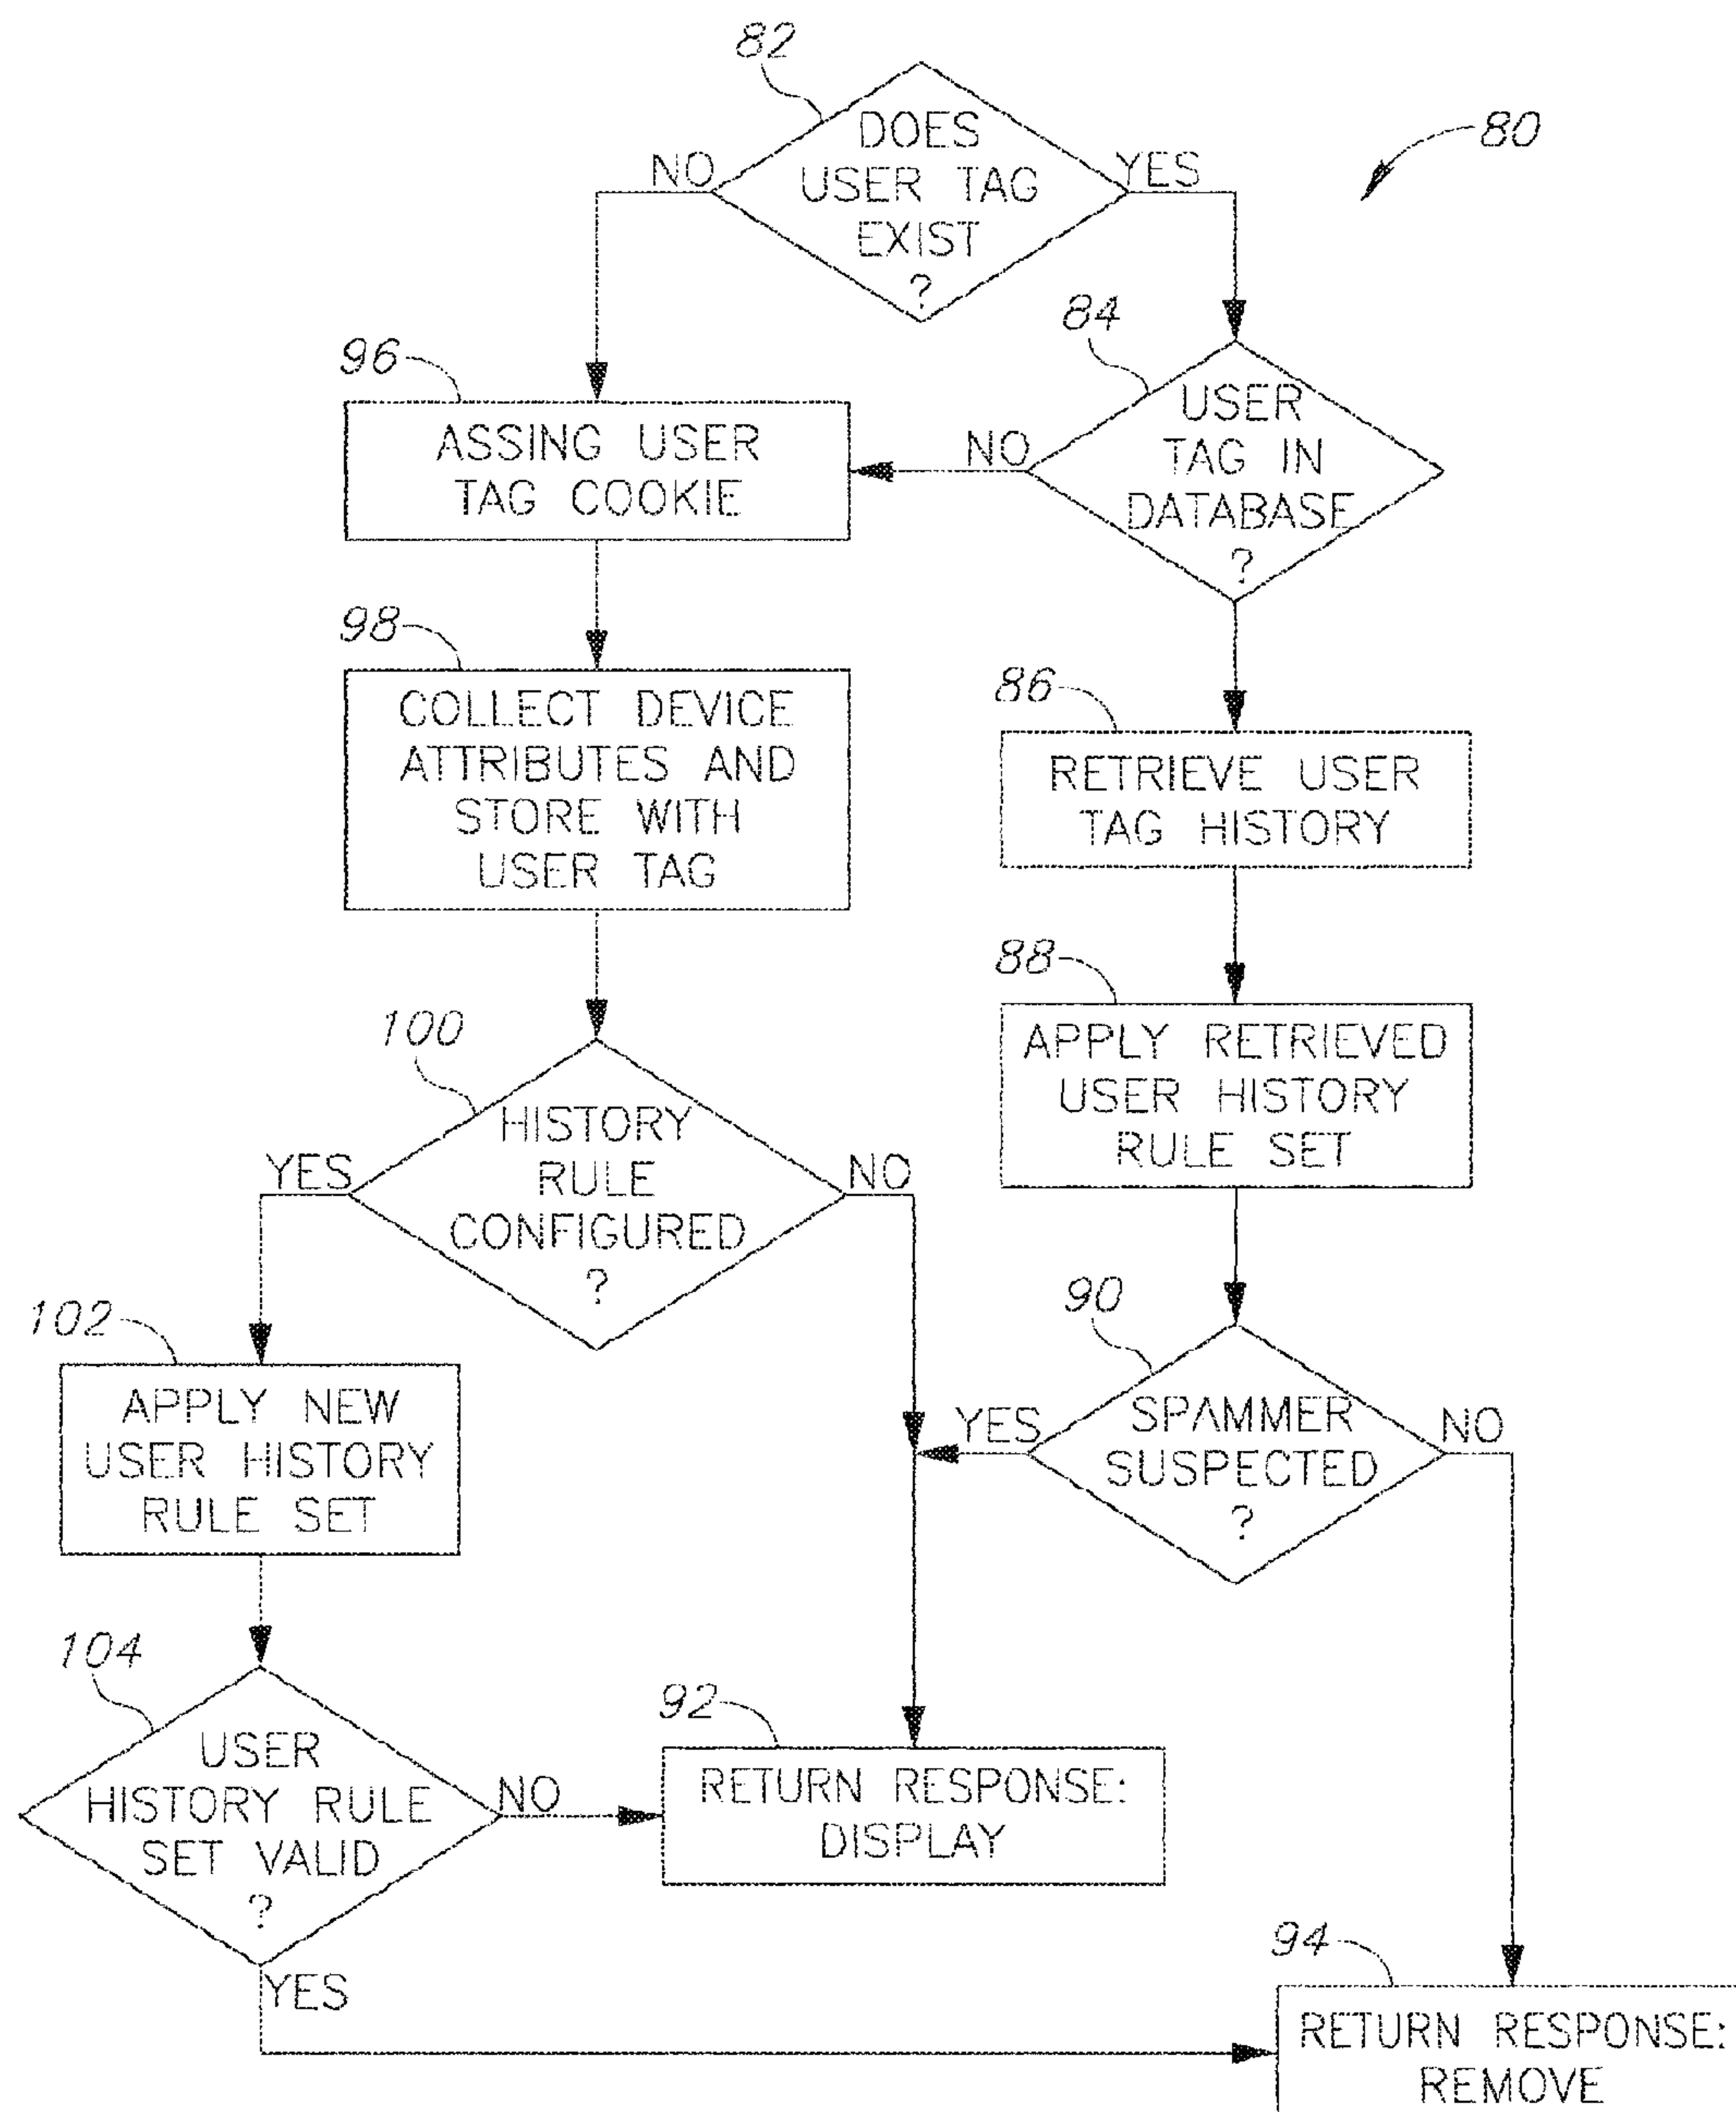 82
DOES
USER TAG
EXIST
?
NO
YES
80
84
USER
TAG IN
DATABASE
?
NO
96
ASSING USER
TAG COOKIE
98
COLLECT DEVICE
ATTRIBUTES AND
STORE WITH
USER TAG
86
RETRIEVE USER
TAG HISTORY
88
APPLY RETRIEVED
USER HISTORY
RULE SET
100
HISTORY
RULE
CONFIGURED
?
YES
NO
90
SPAMMER
SUSPECTED
?
YES
NO
102
APPLY NEW
USER HISTORY
RULE SET
104
USER
HISTORY RULE
SET VALID
?
NO
YES
92
RETURN RESPONSE:
DISPLAY
94
RETURN RESPONSE:
REMOVE